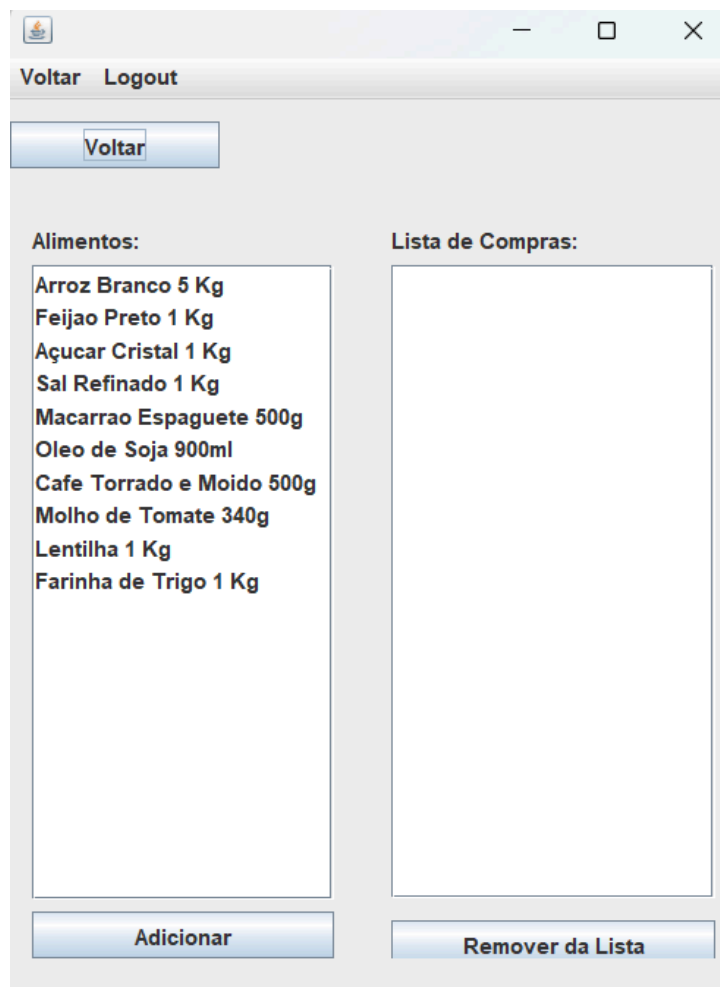 Voltar Logout
Voltar
Alimentos:
Arroz Branco 5 Kg
Feijao Preto 1 Kg
Açucar Cristal 1 Kg
Sal Refinado 1 Kg
Macarrao Espaguete 500g
Oleo de Soja 900ml
Cafe Torrado e Moido 500g
Molho de Tomate 340g
Lentilha 1 Kg
Farinha de Trigo 1 Kg
Adicionar
Lista de Compras:
Remover da Lista